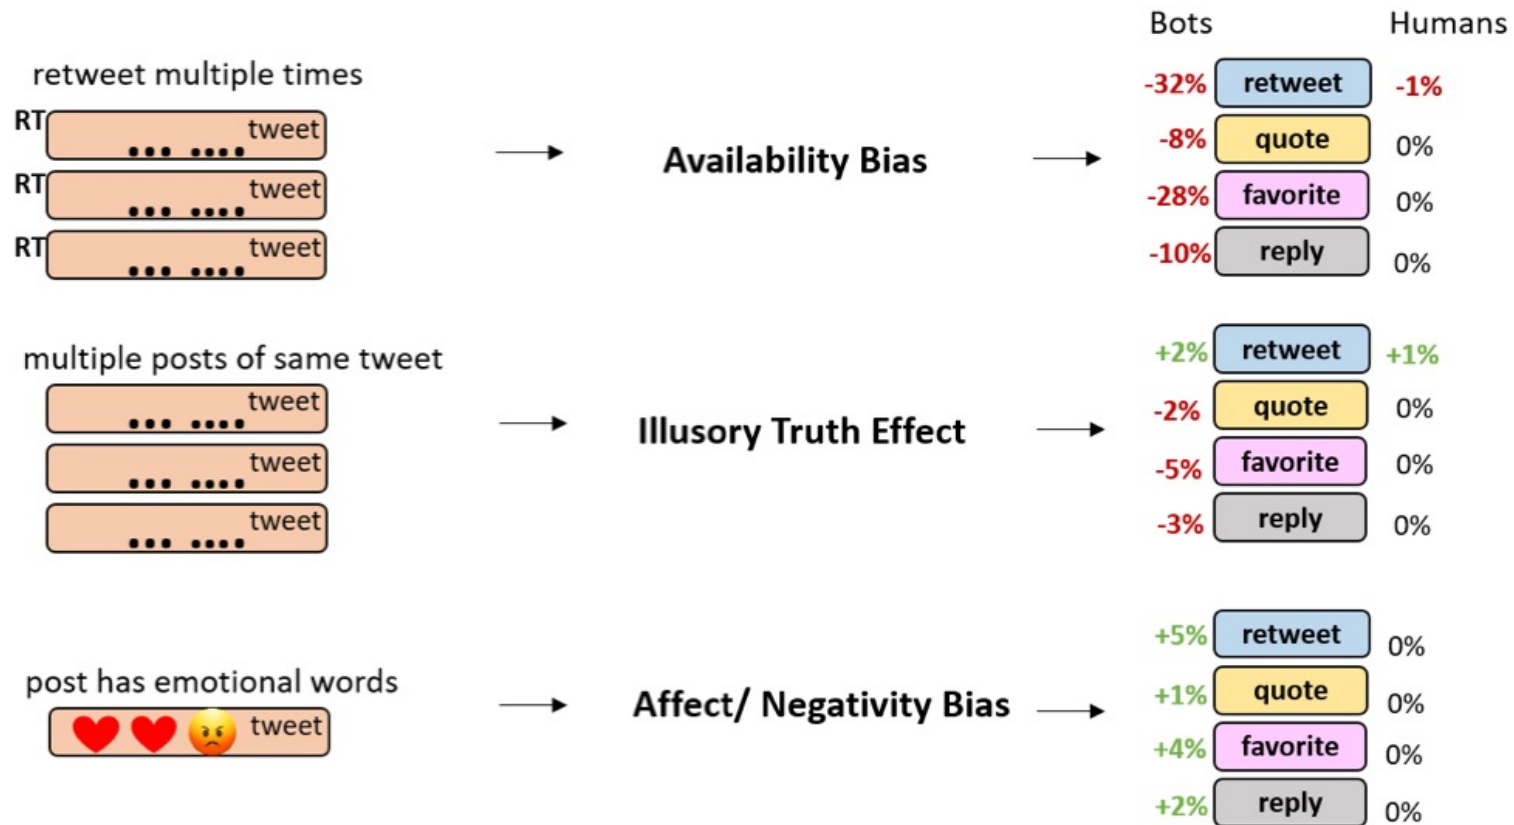 Bots Humans
retweet multiple times
RT tweet
RT tweet
RT tweet
Availability Bias
-32% retweet -1%
-8% quote 0%
-28% favorite 0%
-10% reply 0%
multiple posts of same tweet
tweet
tweet
tweet
Illusory Truth Effect
+2% retweet +1%
-2% quote 0%
-5% favorite 0%
-3% reply 0%
post has emotional words
tweet
Affect/ Negativity Bias
+5% retweet 0%
+1% quote 0%
+4% favorite 0%
+2% reply 0%